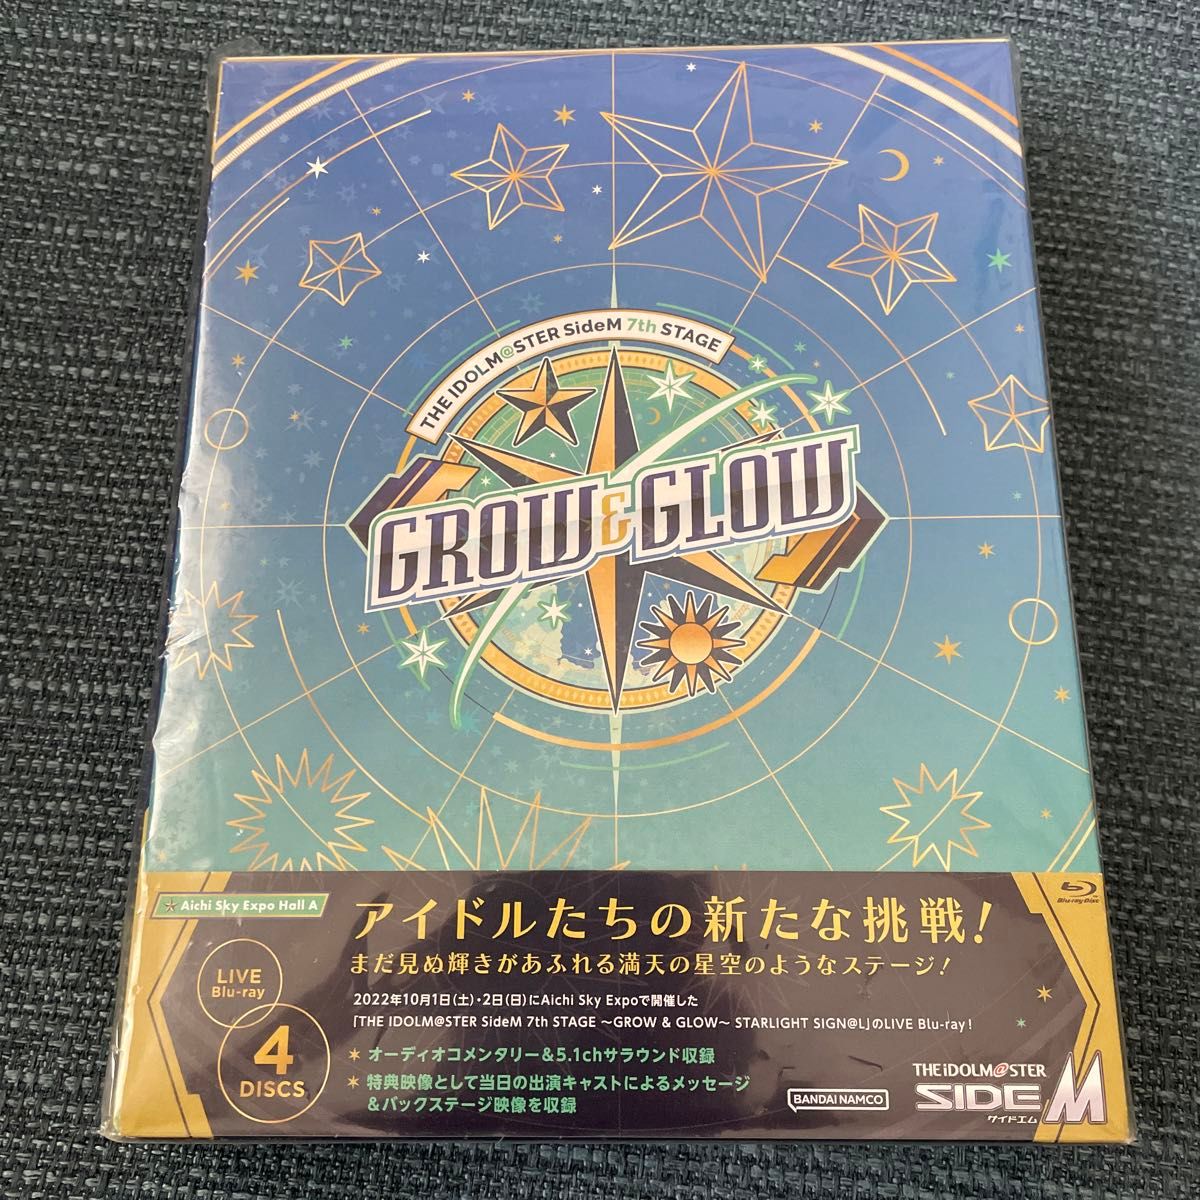 THE IDOLM@STER SideM 7th STAGE
GROW & GLOW
Aichi Sky Expo Hall A
アイドルたちの新たな挑戦！
まだ見ぬ輝きがあふれる満天の星空のようなステージ！
LIVE
Blu-ray
4
DISCS
2022年10月1日(土)・2日(日)にAichi Sky Expoで開催した
「THE IDOLM@STER SideM 7th STAGE ～GROW & GLOW～ STARLIGHT SIGN@L」のLIVE Blu-ray！
オーディオコメンタリー&5.1chサラウンド収録
特典映像として当日の出演キャストによるメッセージ
&バックステージ映像を収録
Blu-ray Disc
BANDAI NAMCO
THE iDOLM@STER
SIDE M
サイドエム